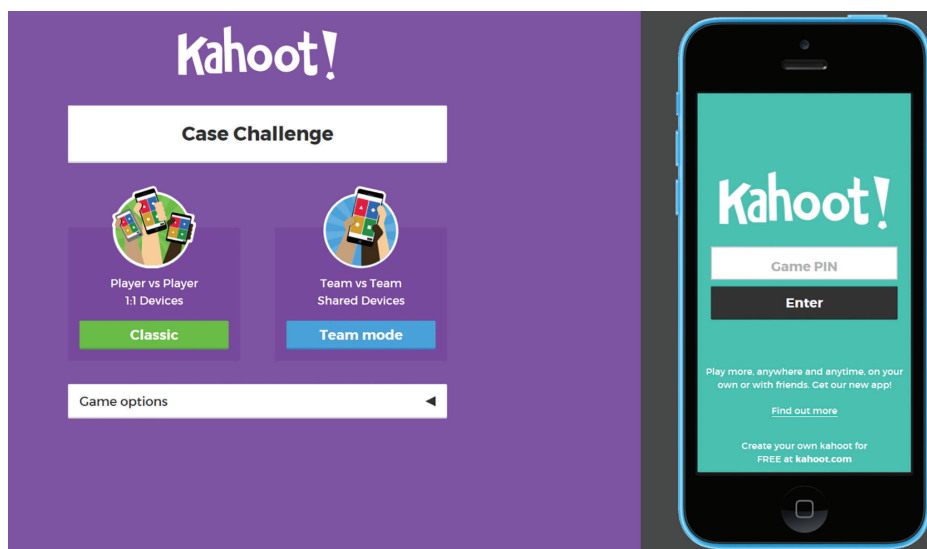 Kahoot!
Case Challenge
Player vs Player
1:1 Devices
Classic
Team vs Team
Shared Devices
Team mode
Game options
Kahoot!
Game PIN
Enter
Play more, anywhere and anytime, on your
own or with friends. Get our new app!
Find out more
Create your own kahoot for
FREE at kahoot.com